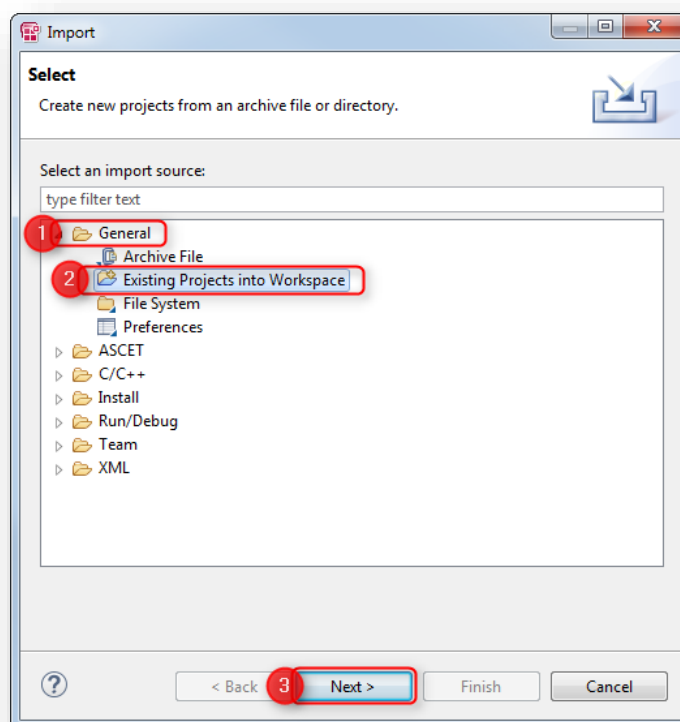 Import
Select
Create new projects from an archive file or directory.
Select an import source:
type filter text
1 General
Archive File
2 Existing Projects into Workspace
File System
Preferences
ASCET
C/C++
Install
Run/Debug
Team
XML
? < Back 3 Next > Finish Cancel